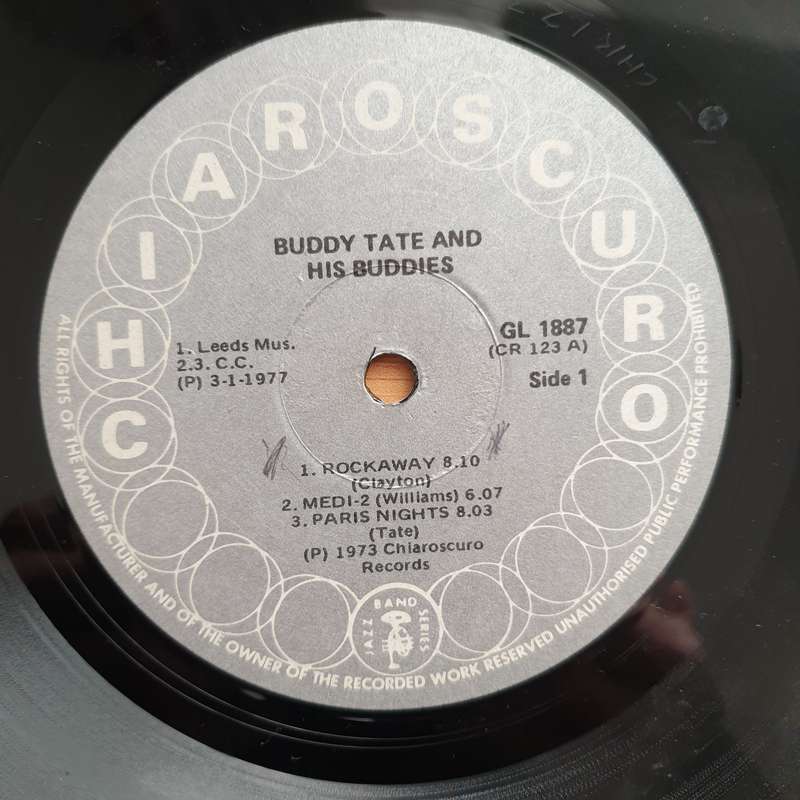 CHIAROSCURO
BUDDY TATE AND
HIS BUDDIES
1. Leeds Mus.
2.3. C.C.
(P) 3-1-1977
GL 1887
(CR 123 A)
Side 1
1. ROCKAWAY 8.10
(Clayton)
2. MEDI-2 (Williams) 6.07
3. PARIS NIGHTS 8.03
(Tate)
(P) 1973 Chiaroscuro
Records
JAZZ BAND SERIES
ALL RIGHTS OF THE MANUFACTURER AND OF THE OWNER OF THE RECORDED WORK RESERVED UNAUTHORISED PUBLIC PERFORMANCE PROHIBITED